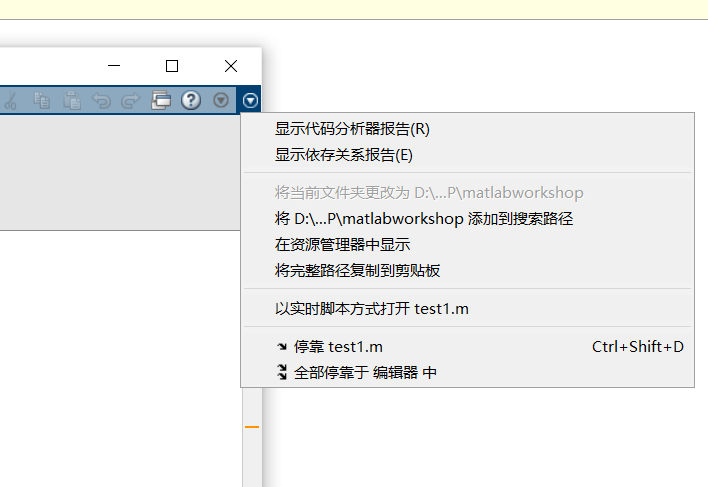 显示代码分析器报告(R)
显示依存关系报告(E)
将当前文件夹更改为 D:\...P\matlabworkshop
将 D:\...P\matlabworkshop 添加到搜索路径
在资源管理器中显示
将完整路径复制到剪贴板
以实时脚本方式打开 test1.m
停靠 test1.m Ctrl+Shift+D
全部停靠于 编辑器 中